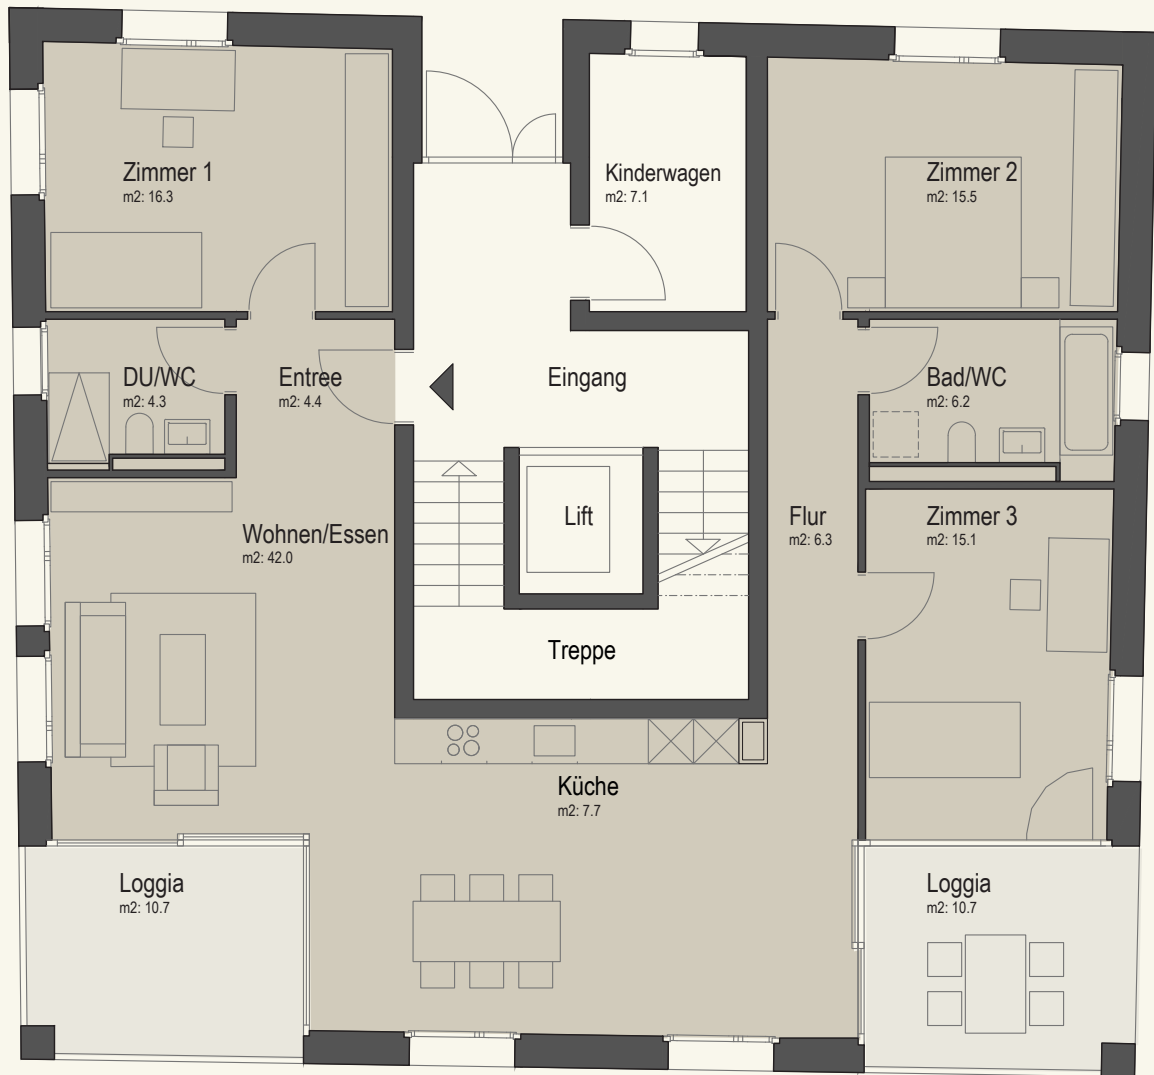 Zimmer 1
m2: 16.3
Kinderwagen
m2: 7.1
Zimmer 2
m2: 15.5
DU/WC
m2: 4.3
Entree
m2: 4.4
Eingang
Bad/WC
m2: 6.2
Wohnen/Essen
m2: 42.0
Lift
Flur
m2: 6.3
Zimmer 3
m2: 15.1
Treppe
Küche
m2: 7.7
Loggia
m2: 10.7
Loggia
m2: 10.7